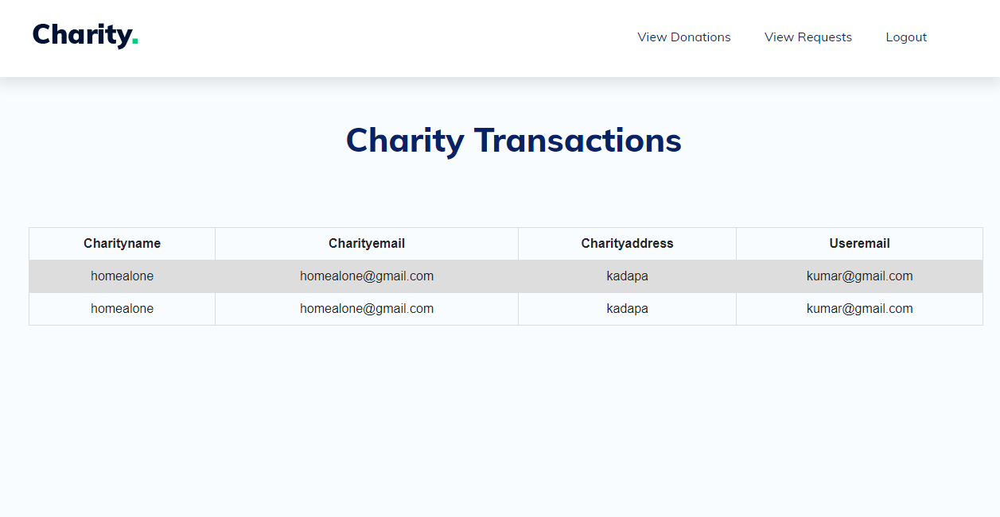 Charity.
View Donations View Requests Logout
Charity Transactions
Charityname Charityemail Charityaddress Useremail
homealone homealone@gmail.com kadapa kumar@gmail.com
homealone homealone@gmail.com kadapa kumar@gmail.com